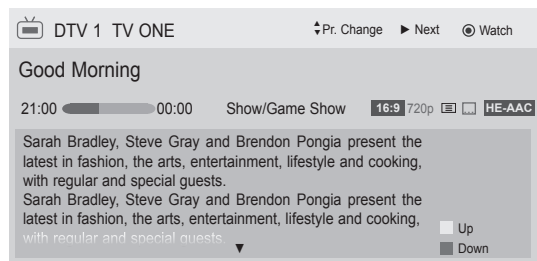 DTV 1 TV ONE Pr. Change Next Watch
Good Morning
21:00 00:00 Show/Game Show 16:9 720p HE-AAC
Sarah Bradley, Steve Gray and Brendon Pongia present the
latest in fashion, the arts, entertainment, lifestyle and cooking,
with regular and special guests.
Sarah Bradley, Steve Gray and Brendon Pongia present the
latest in fashion, the arts, entertainment, lifestyle and cooking,
with regular and special guests.
Up
Down